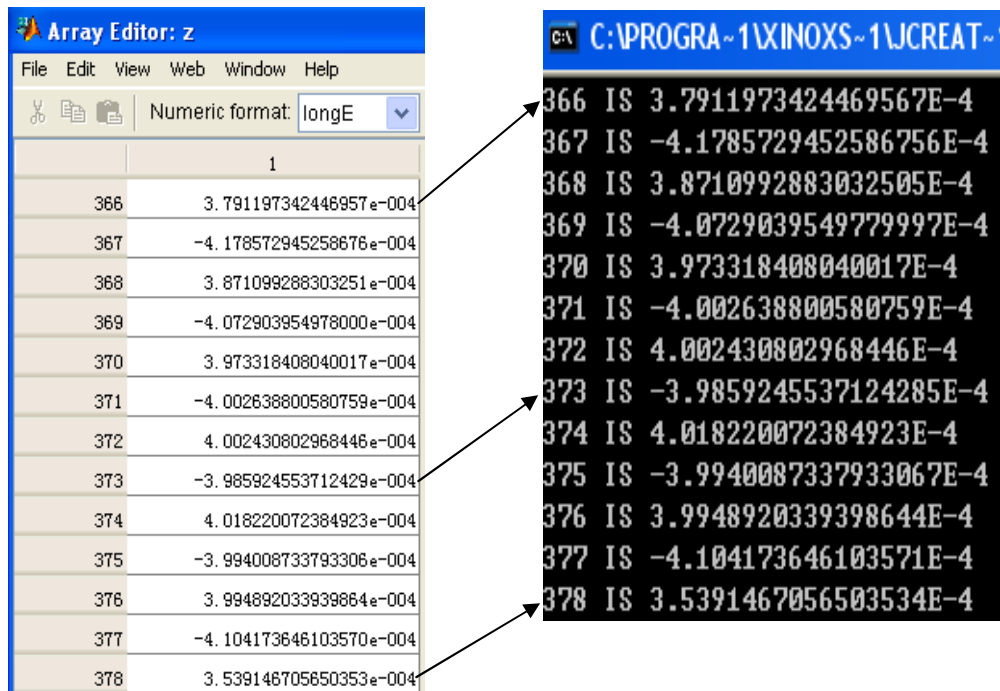 Array Editor: z
File Edit View Web Window Help
Numeric format: longE
1
366 3.791197342446957e-004
367 -4.178572945258676e-004
368 3.871099288303251e-004
369 -4.072903954978000e-004
370 3.973318408040017e-004
371 -4.002638800580759e-004
372 4.002430802968446e-004
373 -3.985924553712429e-004
374 4.018220072384923e-004
375 -3.994008733793306e-004
376 3.994892033939864e-004
377 -4.104173646103570e-004
378 3.539146705650353e-004
C:\PROGRA~1\XINOXS~1\JCREAT~
366 IS 3.7911973424469567E-4
367 IS -4.1785729452586756E-4
368 IS 3.8710992883032505E-4
369 IS -4.0729039549779997E-4
370 IS 3.973318408040017E-4
371 IS -4.002638800580759E-4
372 IS 4.002430802968446E-4
373 IS -3.9859245537124285E-4
374 IS 4.018220072384923E-4
375 IS -3.9940087337933067E-4
376 IS 3.9948920339398644E-4
377 IS -4.104173646103571E-4
378 IS 3.5391467056503534E-4